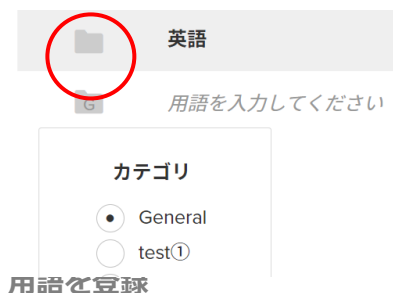 英語
G 用語を入力してください
カテゴリ
General
test①
用語を登録